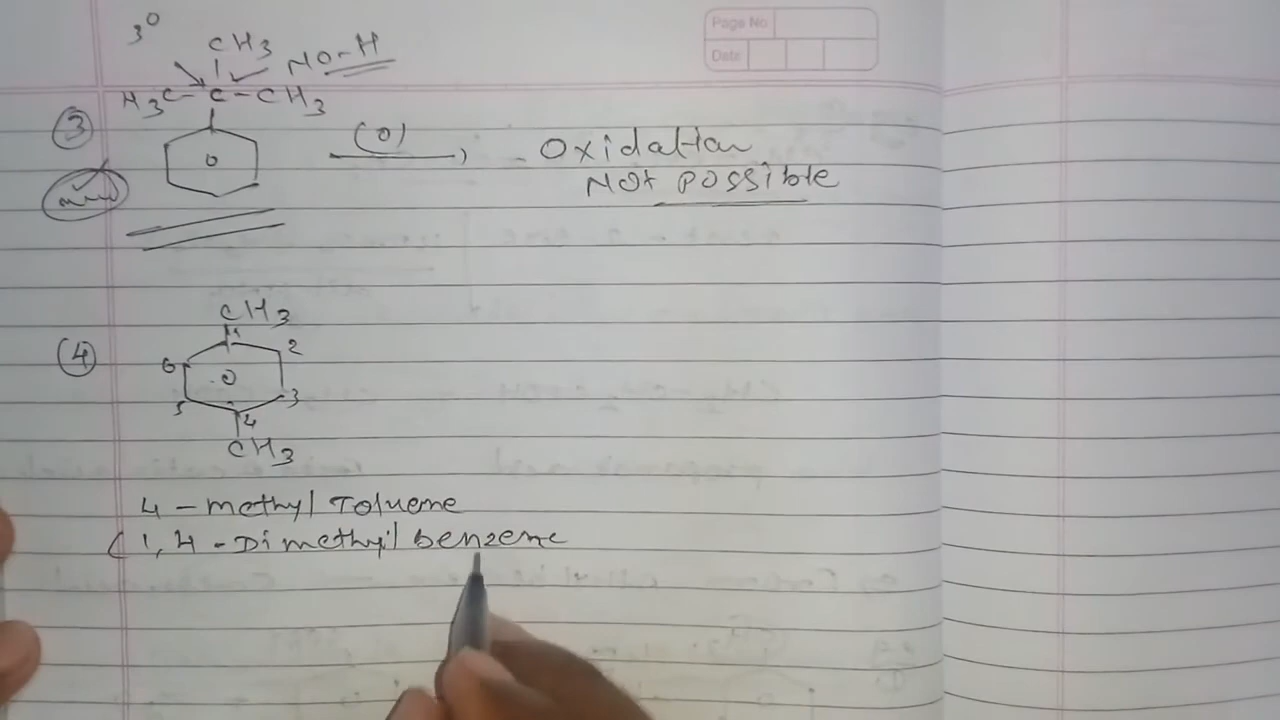 3°
Page No
Date
CH3
NO-H
H3C-C-CH3
(3)
(O)
Oxidation
Not possible
CH3
(4)
1
2
6
3
5
4
CH3
4 - methyl Toluene
(1,4 - Dimethyl benzene